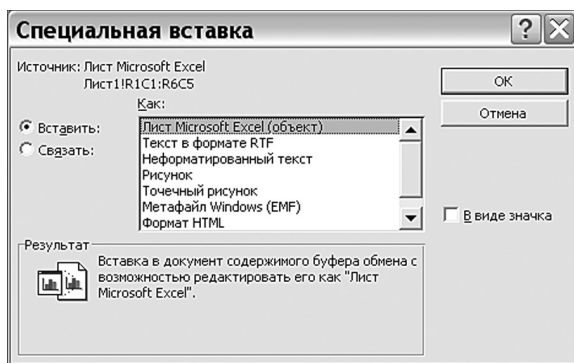 Специальная вставка
Источник: Лист Microsoft Excel
Лист1!R1C1:R6C5
Как:
Вставить:
Связать:
Лист Microsoft Excel (объект)
Текст в формате RTF
Неформатированный текст
Рисунок
Точечный рисунок
Метафайл Windows (EMF)
Формат HTML
ОК
Отмена
В виде значка
Результат
Вставка в документ содержимого буфера обмена с
возможностью редактировать его как "Лист
Microsoft Excel".